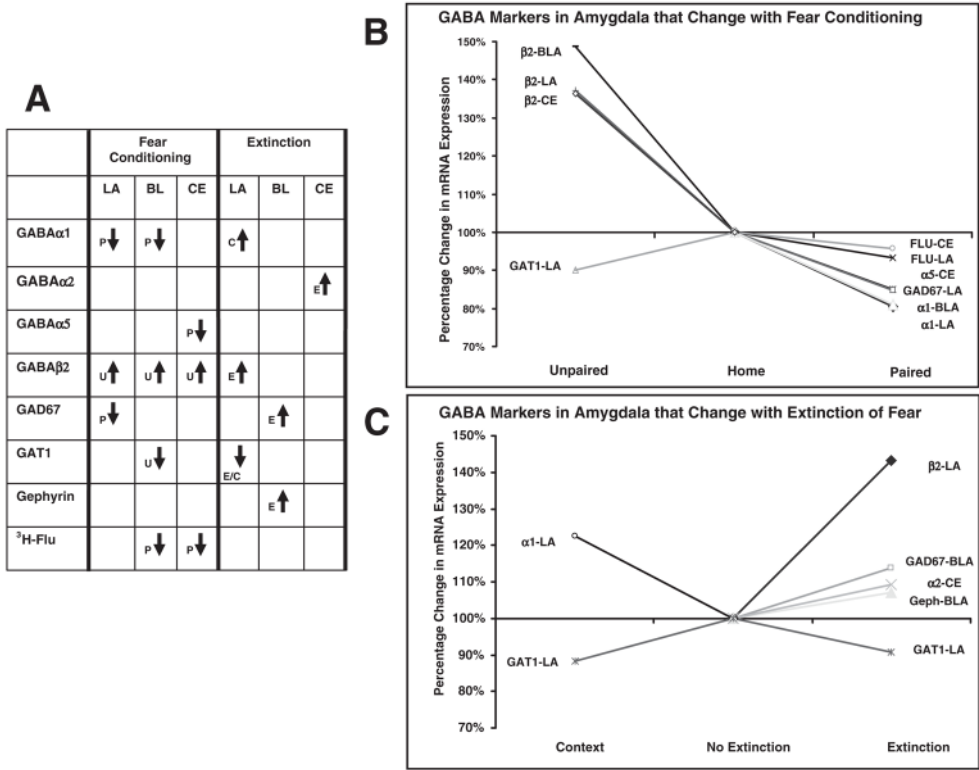 A
Fear
Conditioning
Extinction
LA BL CE LA BL CE
GABAα1 P P C
GABAα2 E
GABAα5 P
GABAβ2 U U U E
GAD67 P E
GAT1 U E/C
Gephyrin E
³H-Flu P P
B
GABA Markers in Amygdala that Change with Fear Conditioning
Percentage Change in mRNA Expression
150%
140%
130%
120%
110%
100%
90%
80%
70%
β2-BLA
β2-LA
β2-CE
GAT1-LA
FLU-CE
FLU-LA
α5-CE
GAD67-LA
α1-BLA
α1-LA
Unpaired Home Paired
C
GABA Markers in Amygdala that Change with Extinction of Fear
Percentage Change in mRNA Expression
150%
140%
130%
120%
110%
100%
90%
80%
70%
α1-LA
GAT1-LA
β2-LA
GAD67-BLA
α2-CE
Geph-BLA
GAT1-LA
Context No Extinction Extinction